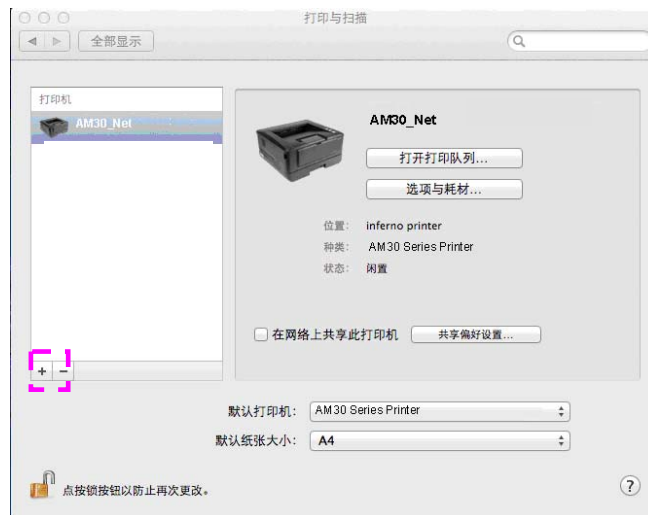 打印与扫描
全部显示
打印机
AM30_Net
AM30_Net
打开打印队列...
选项与耗材...
位置: inferno printer
种类: AM30 Series Printer
状态: 闲置
在网络上共享此打印机 共享偏好设置...
+ −
默认打印机: AM30 Series Printer
默认纸张大小: A4
点按锁按钮以防止再次更改。 ?